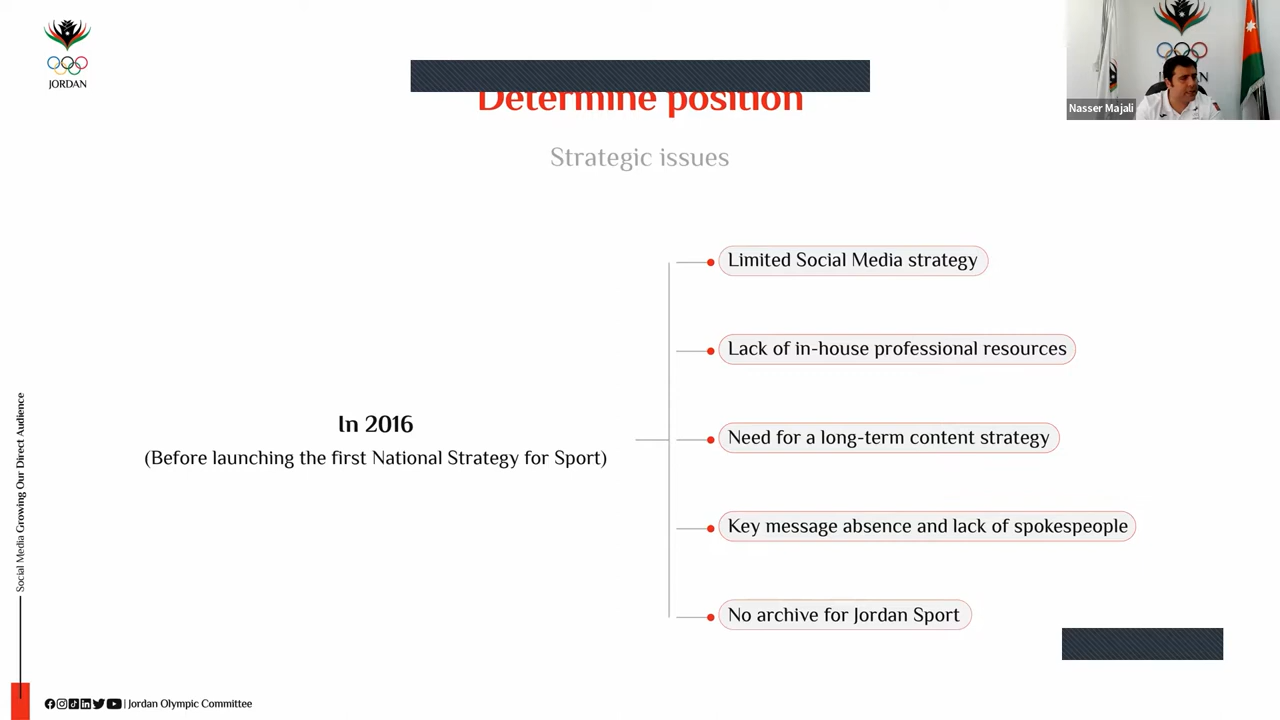 JORDAN
Determine position
Strategic issues
Nasser Majali
Limited Social Media strategy
Lack of in-house professional resources
Need for a long-term content strategy
Key message absence and lack of spokespeople
No archive for Jordan Sport
In 2016
(Before launching the first National Strategy for Sport)
Social Media Growing Our Direct Audience
| Jordan Olympic Committee